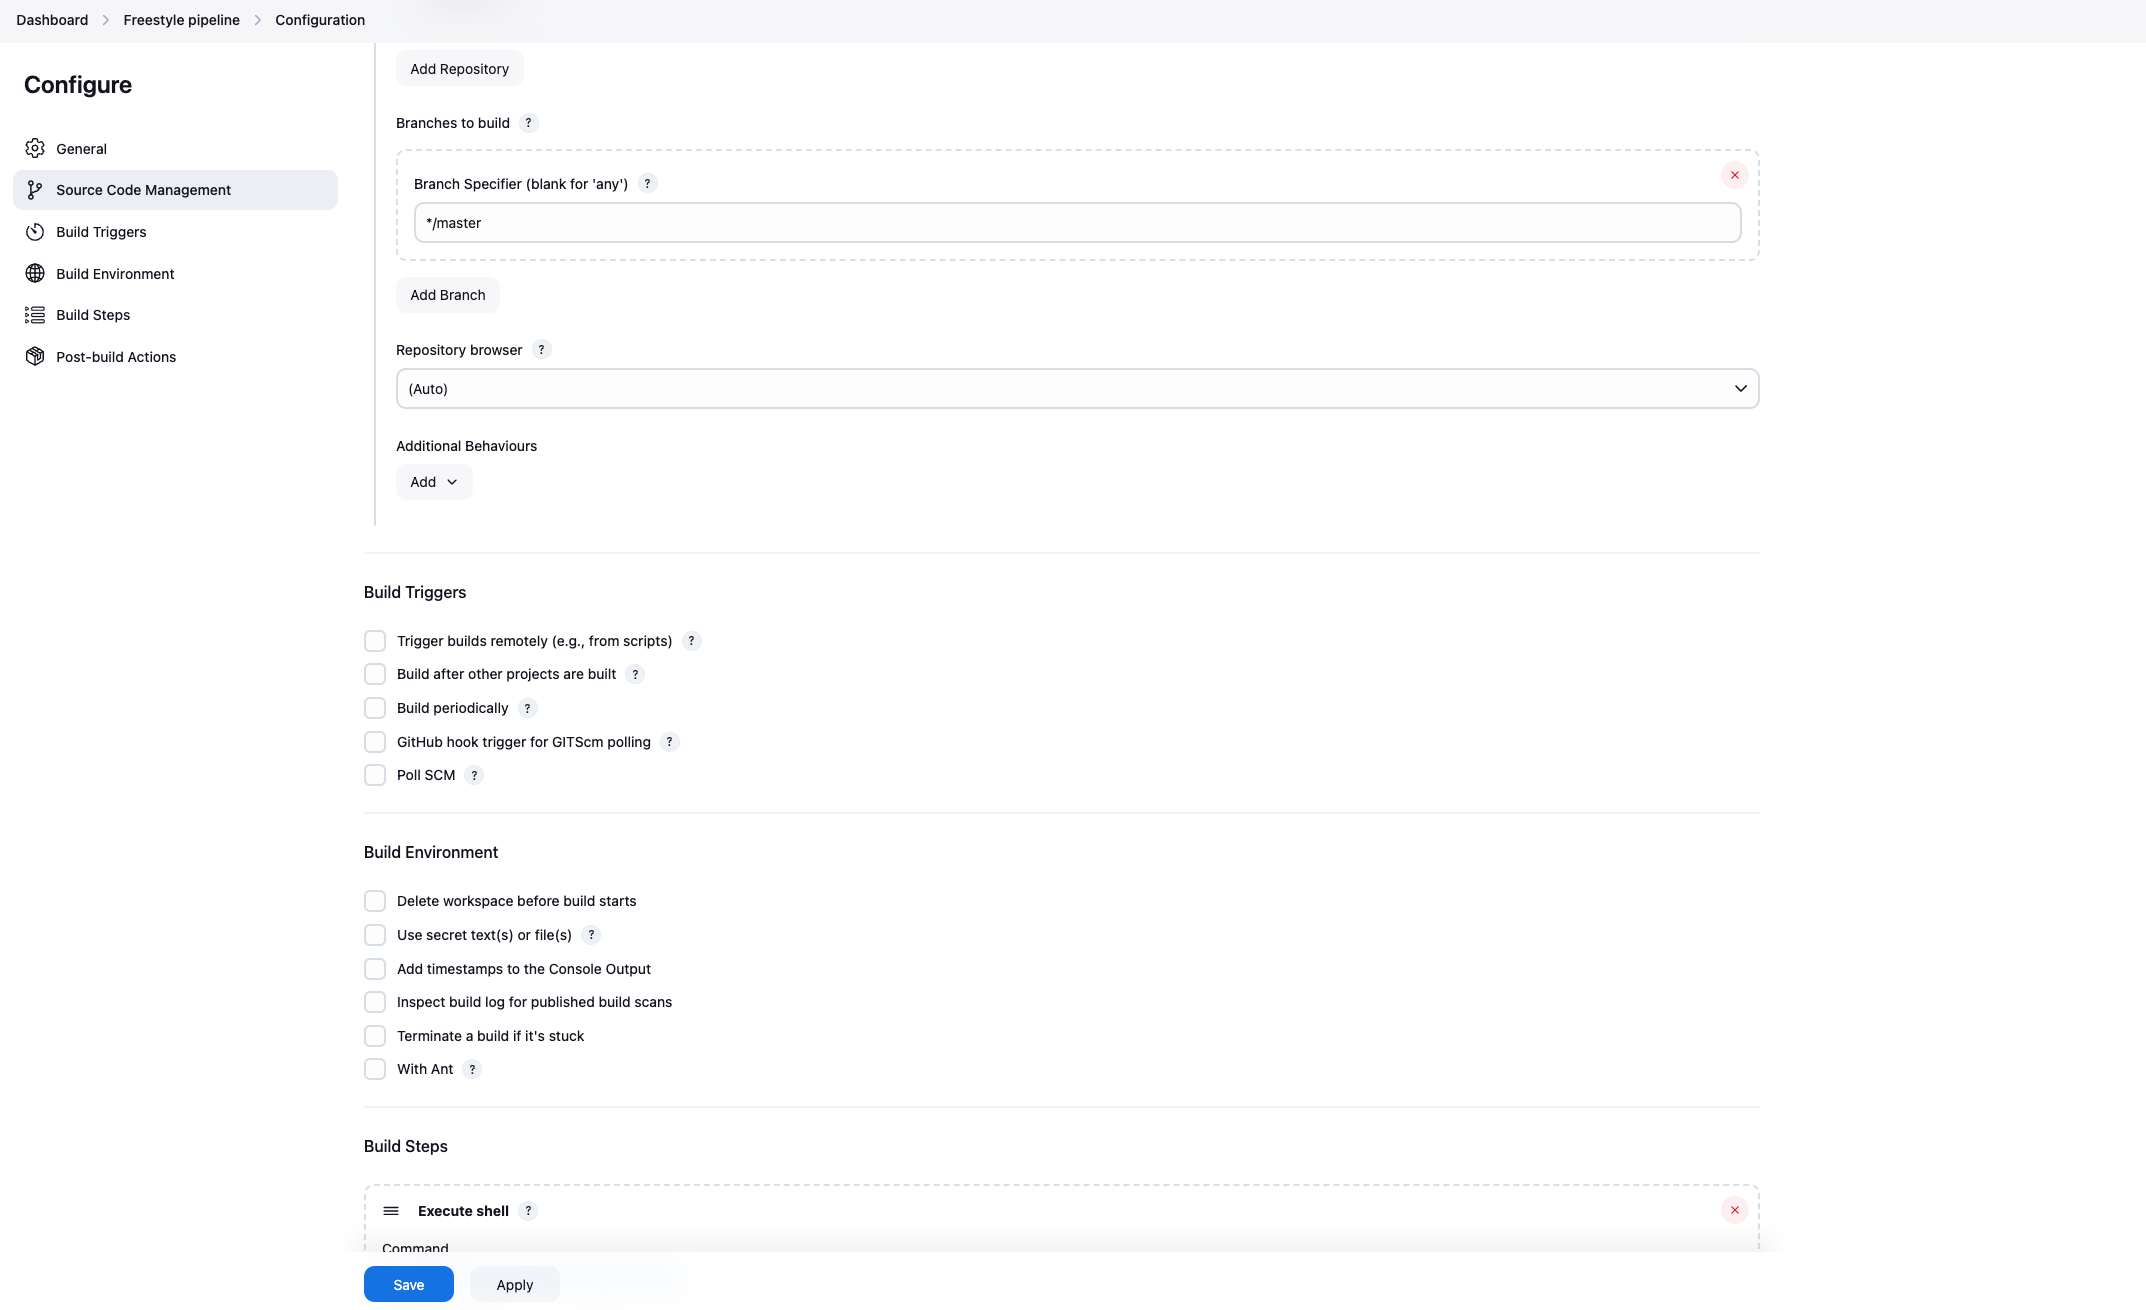 Dashboard > Freestyle pipeline > Configuration
Configure
General
Source Code Management
Build Triggers
Build Environment
Build Steps
Post-build Actions
Add Repository
Branches to build ?
Branch Specifier (blank for 'any') ?
*/master
Add Branch
Repository browser ?
(Auto)
Additional Behaviours
Add
Build Triggers
Trigger builds remotely (e.g., from scripts) ?
Build after other projects are built ?
Build periodically ?
GitHub hook trigger for GITScm polling ?
Poll SCM ?
Build Environment
Delete workspace before build starts
Use secret text(s) or file(s) ?
Add timestamps to the Console Output
Inspect build log for published build scans
Terminate a build if it's stuck
With Ant ?
Build Steps
Execute shell ?
Command
Save
Apply